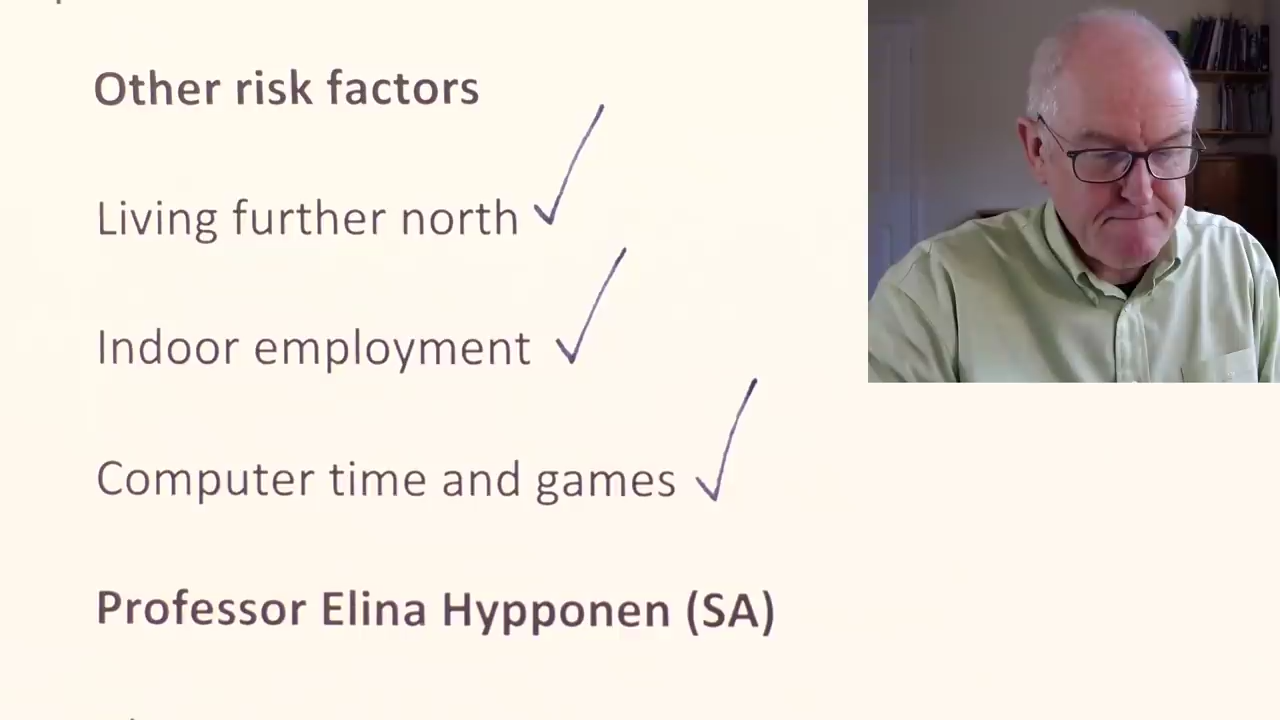 Other risk factors
Living further north
Indoor employment
Computer time and games
Professor Elina Hypponen (SA)